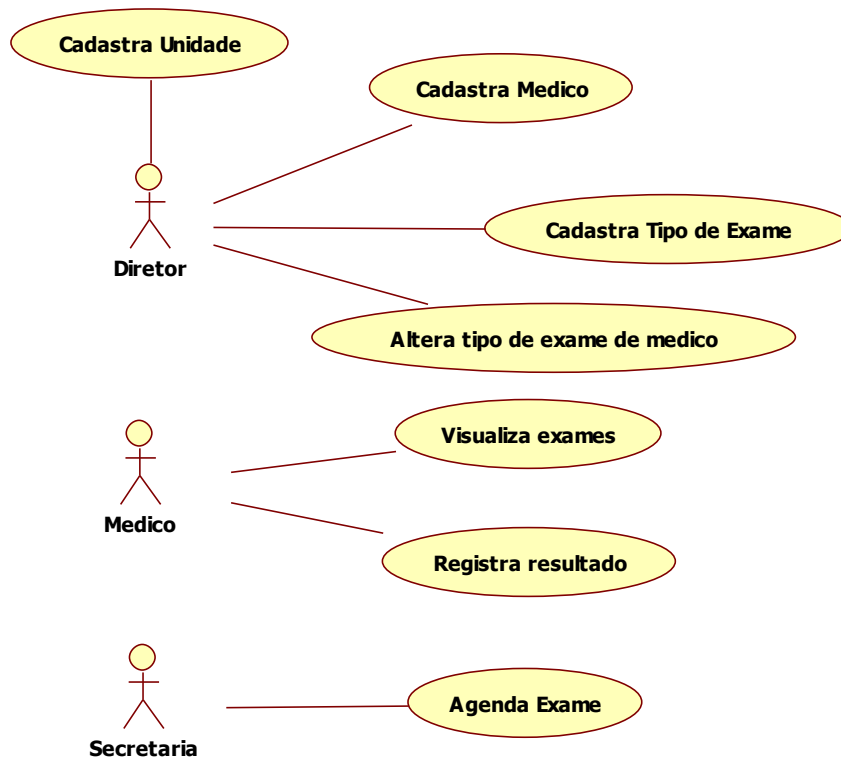 Cadastra Unidade
Cadastra Medico
Cadastra Tipo de Exame
Diretor
Altera tipo de exame de medico
Visualiza exames
Medico
Registra resultado
Agenda Exame
Secretaria